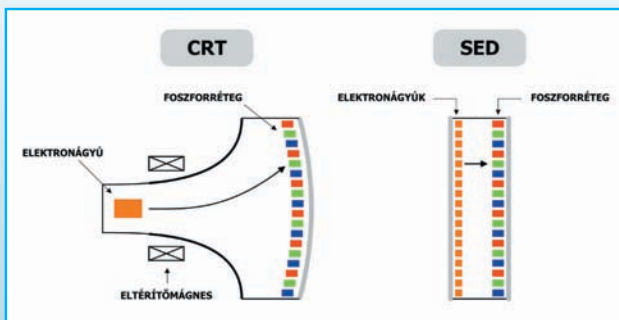 CRT
FOSZFORRÉTEG
ELEKTRONÁGYÚ
ELTÉRÍTŐMÁGNES
SED
ELEKTRONÁGYÚK
FOSZFORRÉTEG